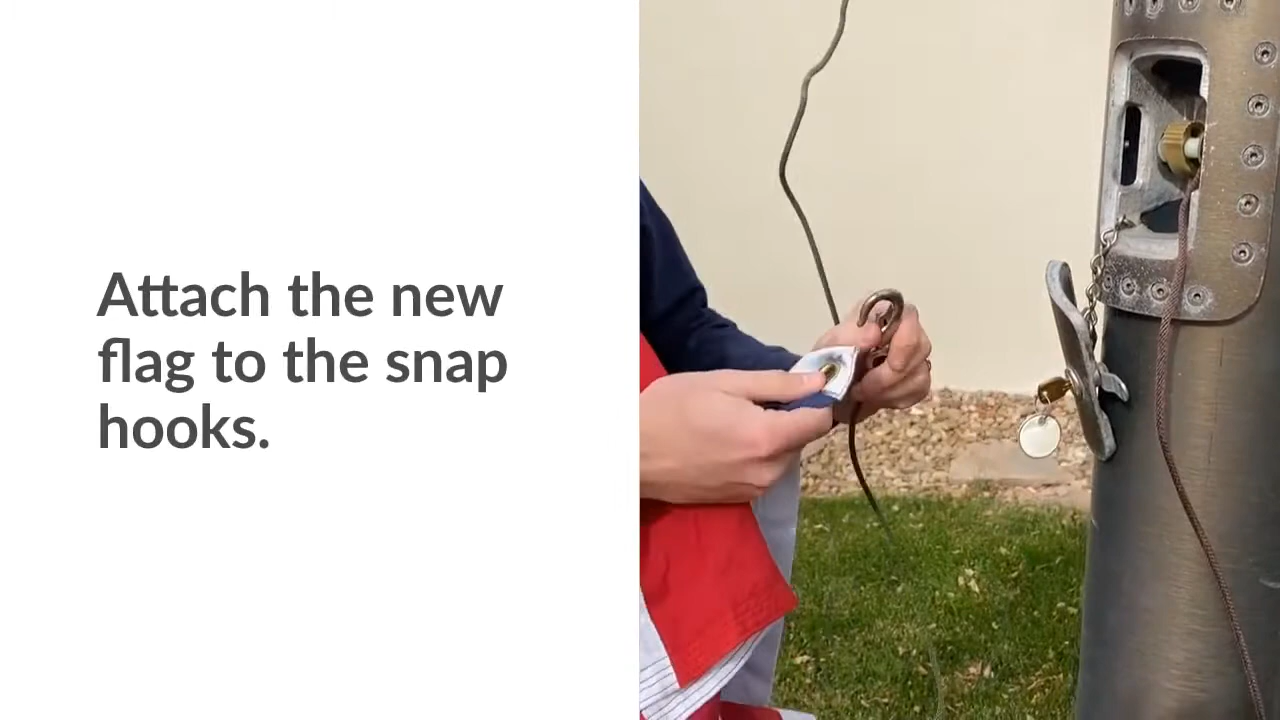 Attach the new
flag to the snap
hooks.